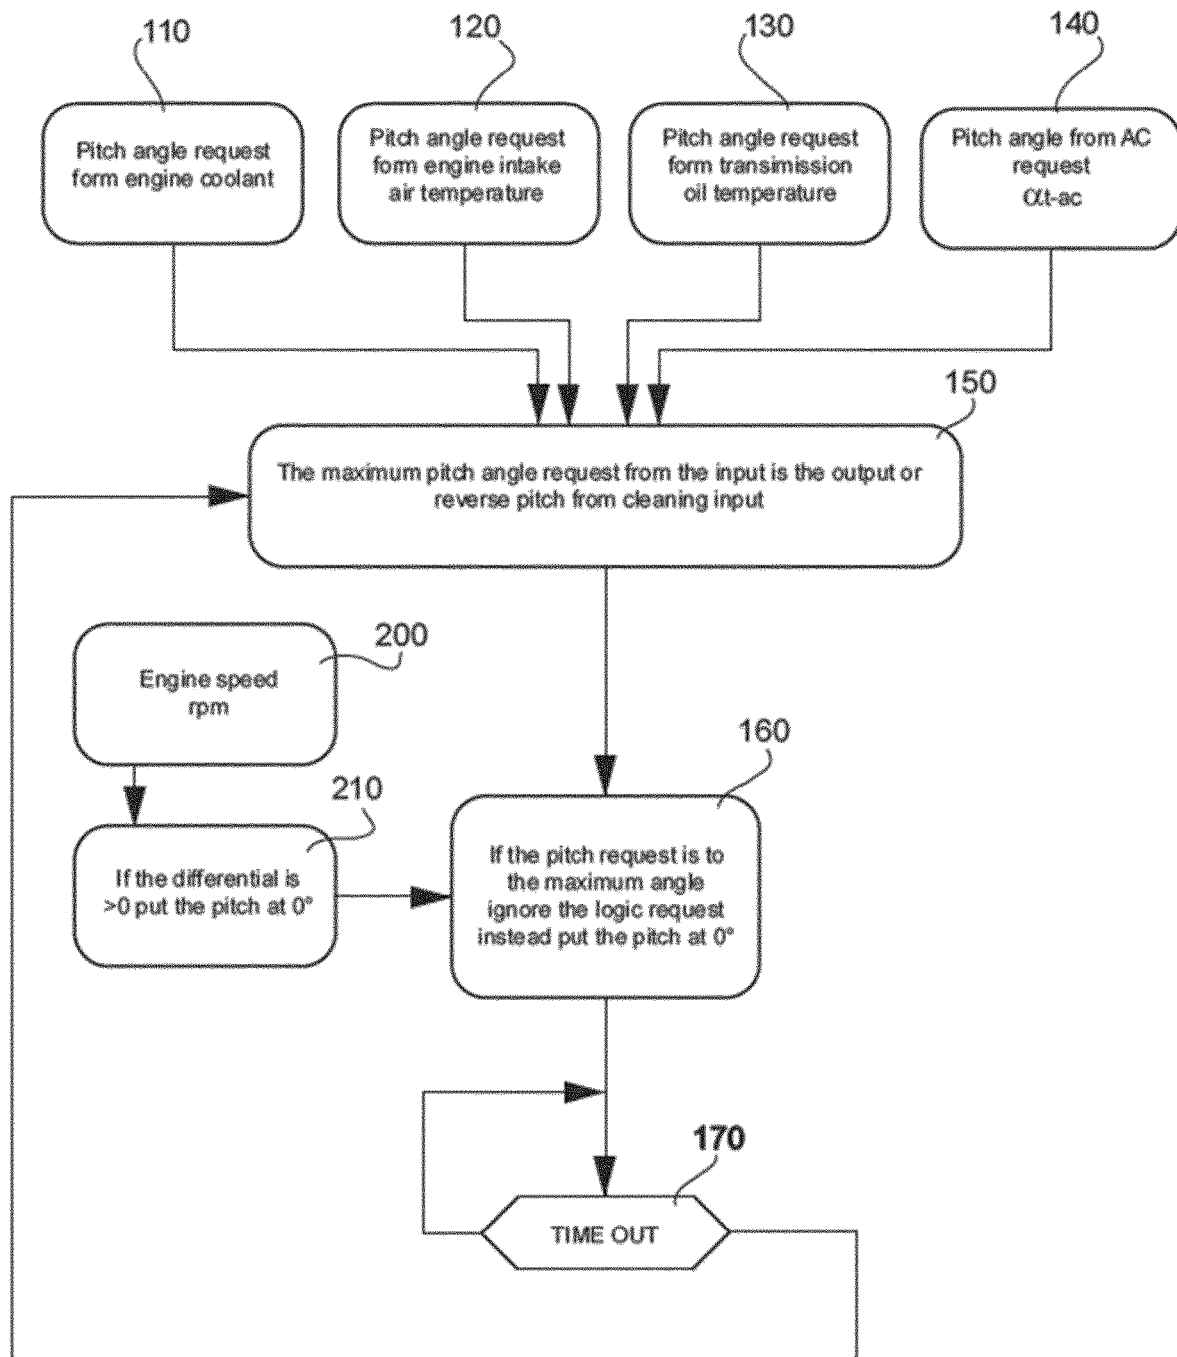 110
120
130
140
Pitch angle request
form engine coolant
Pitch angle request
form engine intake
air temperature
Pitch angle request
form transimission
oil temperature
Pitch angle from AC
request
αt-ac
150
The maximum pitch angle request from the input is the output or
reverse pitch from cleaning input
200
Engine speed
rpm
160
210
If the differential is
>0 put the pitch at 0°
If the pitch request is to
the maximum angle
ignore the logic request
instead put the pitch at 0°
170
TIME OUT